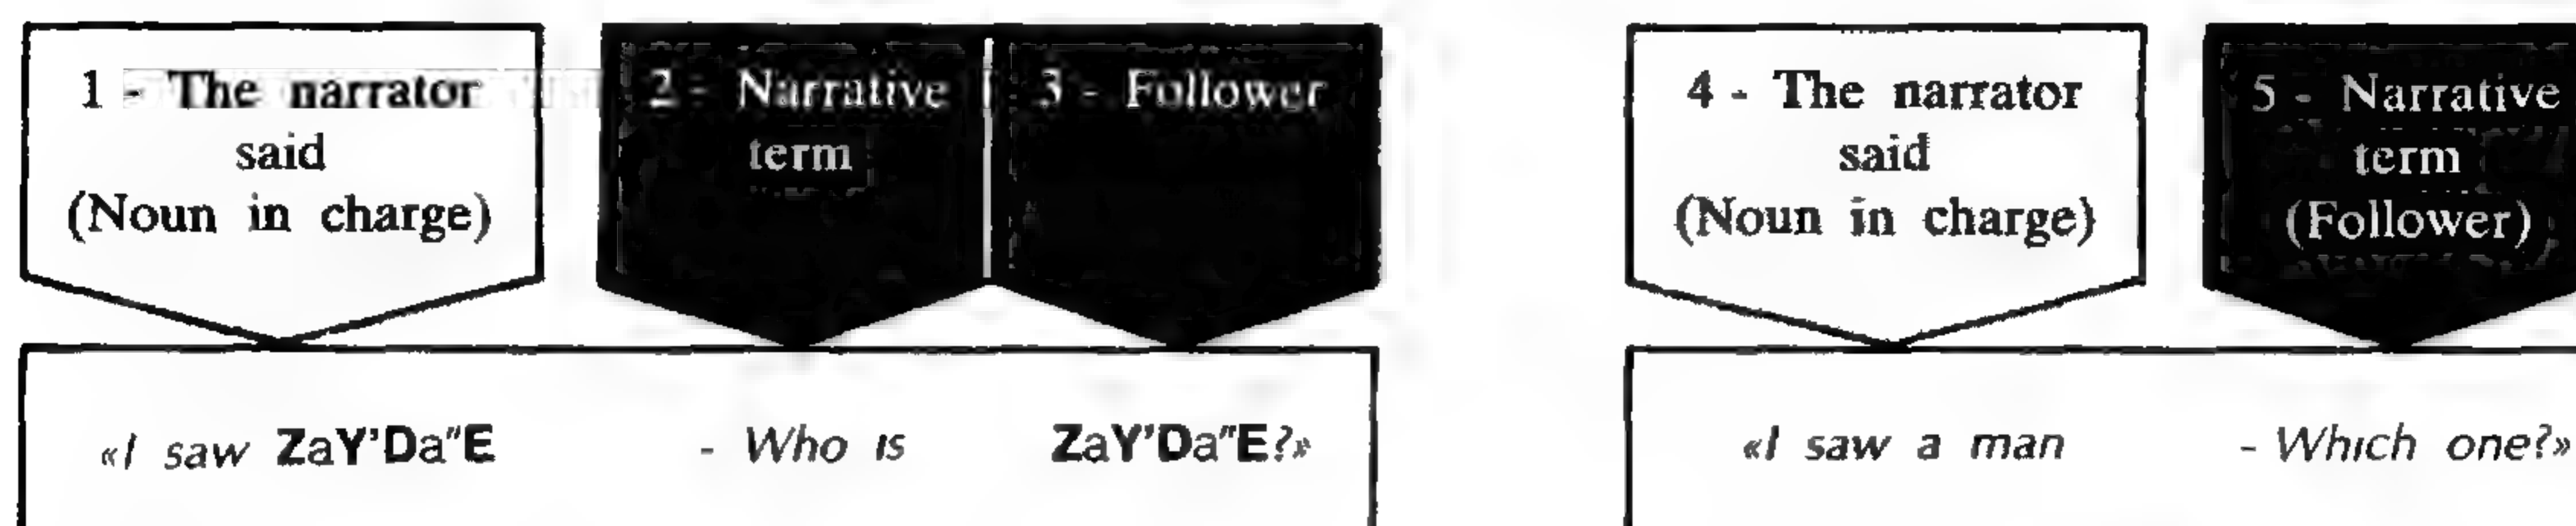 1 - The narrator
said
(Noun in charge)
2 - Narrative
term
3 - Follower
4 - The narrator
said
(Noun in charge)
5 - Narrative
term
(Follower)
«I saw ZaY'Da"E - Who is ZaY'Da"E?»
«I saw a man - Which one?»